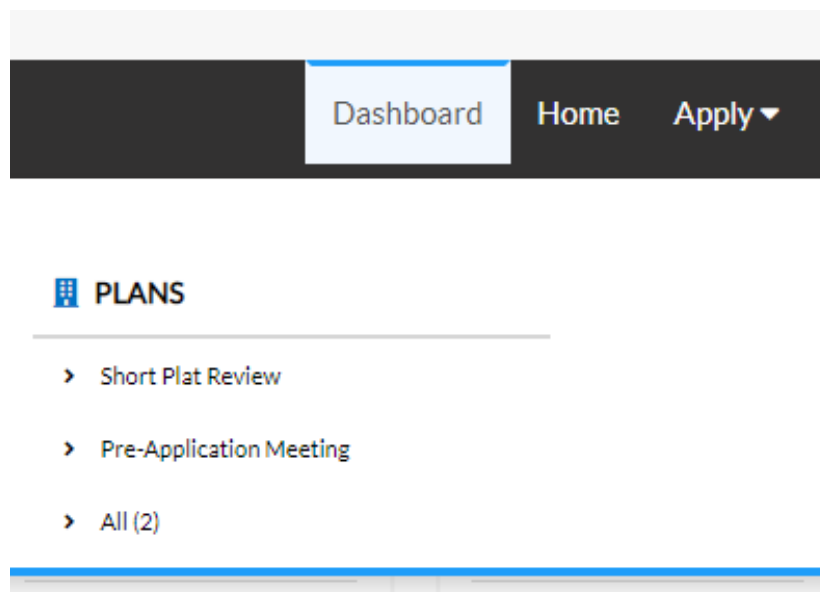 Dashboard Home Apply
PLANS
Short Plat Review
Pre-Application Meeting
All (2)